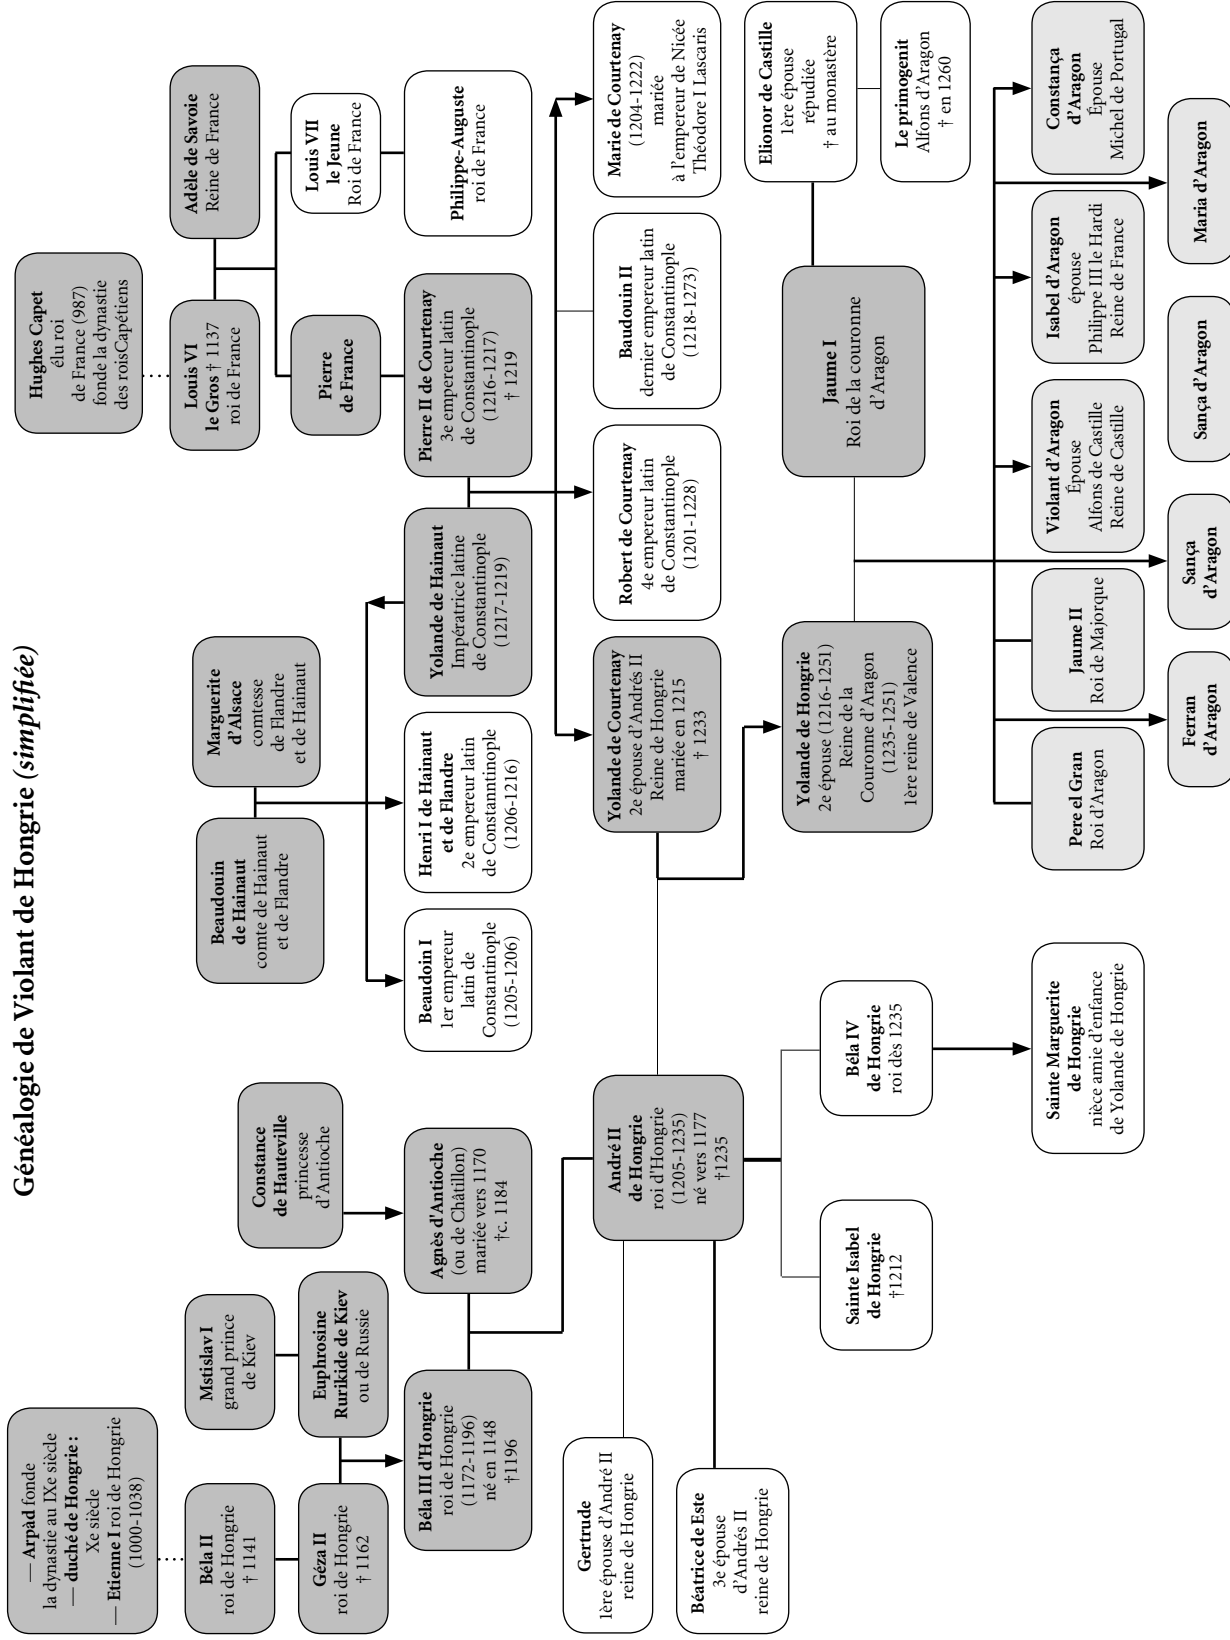 Généalogie de Violant de Hongrie (simplifiée)
— Arpàd fonde
la dynastie au IXe siècle
— duché de Hongrie :
Xe siècle
— Etienne I roi de Hongrie
(1000-1038)
Béla II
roi de Hongrie
† 1141
Mstislav I
grand prince
de Kiev
Géza II
roi de Hongrie
† 1162
Euphrosine
Rurikide de Kiev
ou de Russie
Constance
de Hauteville
princesse
d'Antioche
Béla III d'Hongrie
roi de Hongrie
(1172-1196)
né en 1148
†1196
Agnès d'Antioche
(ou de Châtillon)
mariée vers 1170
†c. 1184
Beaudouin
de Hainaut
comte de Hainaut
et de Flandre
Marguerite
d'Alsace
comtesse
de Flandre
et de Hainaut
Hughes Capet
élu roi
de France (987)
fonde la dynastie
des roisCapétiens
Louis VI
le Gros † 1137
roi de France
Adèle de Savoie
Reine de France
Pierre
de France
Louis VII
le Jeune
Roi de France
Beaudoin I
1er empereur
latin de
Constantinople
(1205-1206)
Henri I de Hainaut
et de Flandre
2e empereur latin
de Constanntinople
(1206-1216)
Yolande de Hainaut
Impératrice latine
de Constantinople
(1217-1219)
Pierre II de Courtenay
3e empereur latin
de Constantinople
(1216-1217)
† 1219
Philippe-Auguste
roi de France
Gertrude
1ère épouse d'André II
reine de Hongrie
Béatrice de Este
3e épouse
d'Andrés II
reine de Hongrie
André II
de Hongrie
roi d'Hongrie
(1205-1235)
né vers 1177
†1235
Yolande de Courtenay
2e épouse d'Andrés II
Reine de Hongrie
mariée en 1215
† 1233
Robert de Courtenay
4e empereur latin
de Constantinople
(1201-1228)
Baudouin II
dernier empereur latin
de Constantinople
(1218-1273)
Marie de Courtenay
(1204-1222)
mariée
à l'empereur de Nicée
Théodore I Lascaris
Sainte Isabel
de Hongrie
†1212
Béla IV
de Hongrie
roi dès 1235
Yolande de Hongrie
2e épouse (1216-1251)
Reine de la
Couronne d'Aragon
(1235-1251)
1ère reine de Valence
Jaume I
Roi de la couronne
d'Aragon
Elionor de Castille
1ère épouse
répudiée
† au monastère
Le primogenit
Alfons d'Aragon
† en 1260
Sainte Marguerite
de Hongrie
nièce amie d'enfance
de Yolande de Hongrie
Pere el Gran
Roi d'Aragon
Jaume II
Roi de Majorque
Violant d'Aragon
Épouse
Alfons de Castille
Reine de Castille
Isabel d'Aragon
épouse
Philippe III le Hardi
Reine de France
Constança
d'Aragon
Épouse
Michel de Portugal
Ferran
d'Aragon
Sança
d'Aragon
Sança d'Aragon
Maria d'Aragon